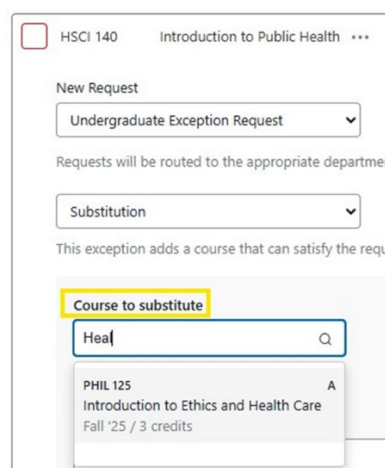 HSCI 140 Introduction to Public Health ...
New Request
Undergraduate Exception Request
Requests will be routed to the appropriate
Substitution
This exception adds a course that can satisfy the
Course to substitute
Heal
PHIL 125 A
Introduction to Ethics and Health Care
Fall '25 / 3 credits